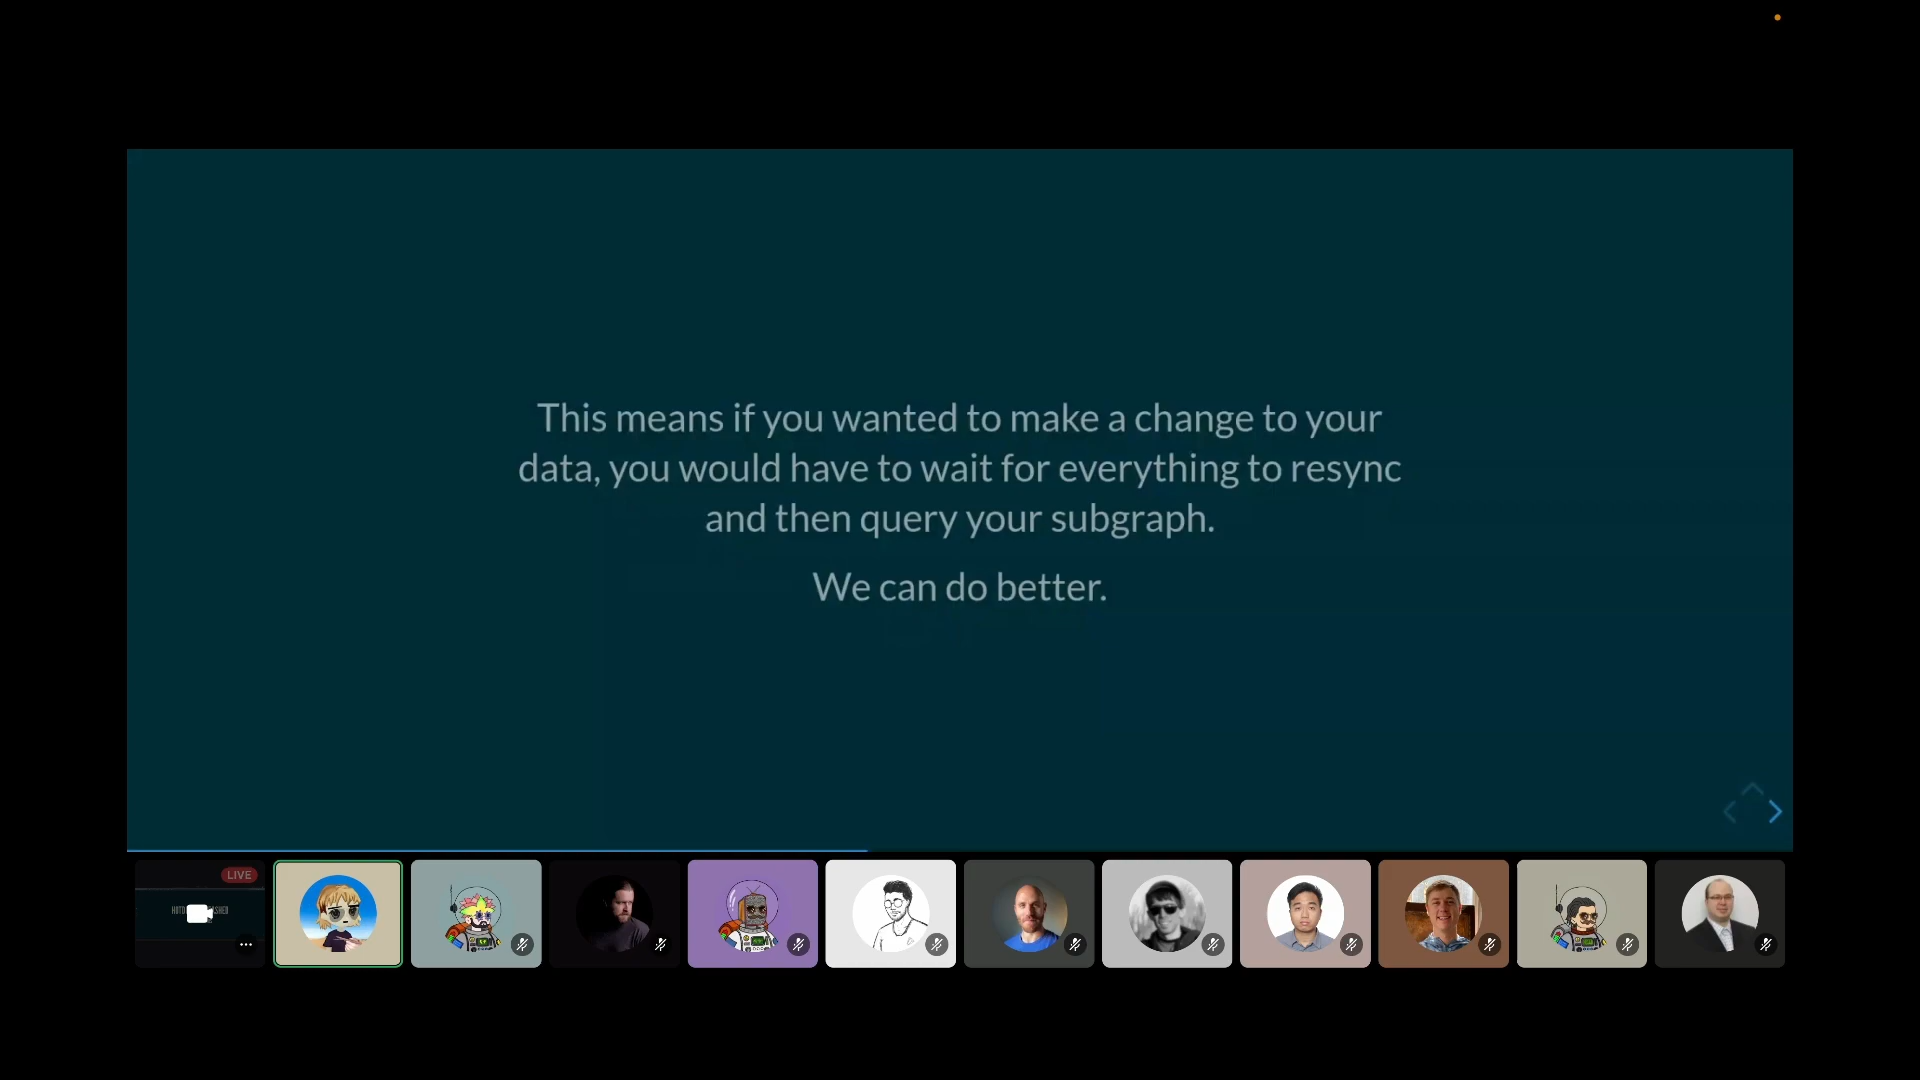 This means if you wanted to make a change to your
data, you would have to wait for everything to resync
and then query your subgraph.
We can do better.
LIVE